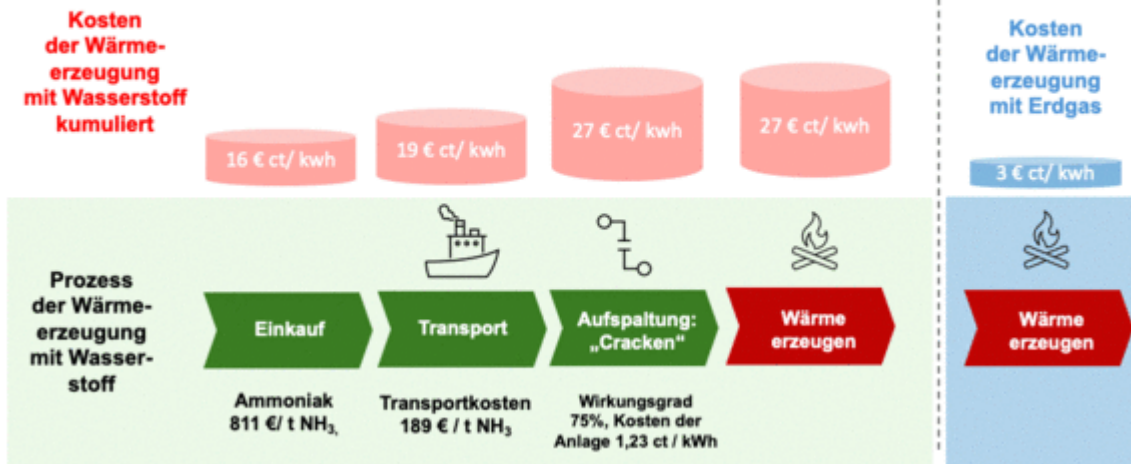 Kosten
der Wärme-
erzeugung
mit Wasserstoff
kumuliert
16 € ct/ kwh
19 € ct/ kwh
27 € ct/ kwh
27 € ct/ kwh
Kosten
der Wärme-
erzeugung
mit Erdgas
3 € ct/ kwh
Prozess
der Wärme-
erzeugung
mit Wasser-
stoff
Einkauf
Transport
Aufspaltung:
„Cracken“
Wärme
erzeugen
Wärme
erzeugen
Ammoniak
811 €/ t NH₃,
Transportkosten
189 € / t NH₃
Wirkungsgrad
75%, Kosten der
Anlage 1,23 ct / kWh